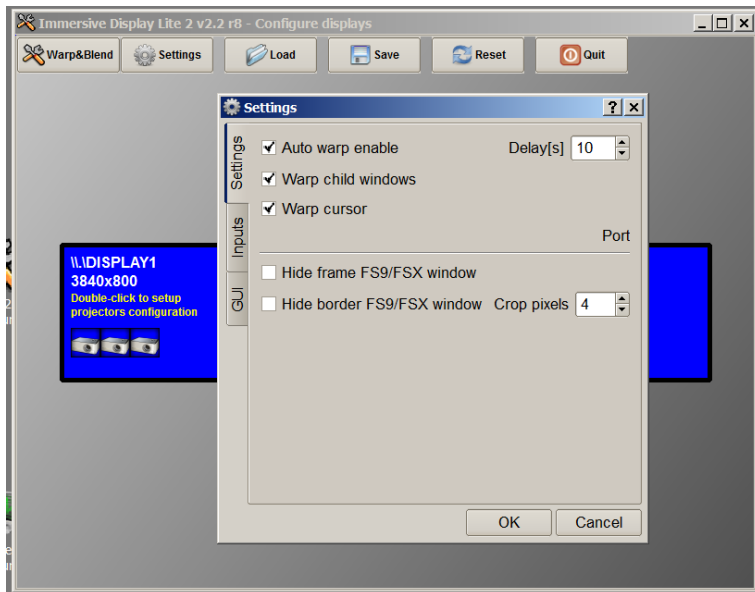 Immersive Display Lite 2 v2.2 r8 - Configure displays
Warp&Blend Settings Load Save Reset Quit
Settings
Settings
Inputs
GUI
Auto warp enable Delay[s] 10
Warp child windows
Warp cursor
Port
Hide frame FS9/FSX window
Hide border FS9/FSX window Crop pixels 4
OK Cancel
\\.\DISPLAY1
3840x800
Double-click to setup
projectors configuration